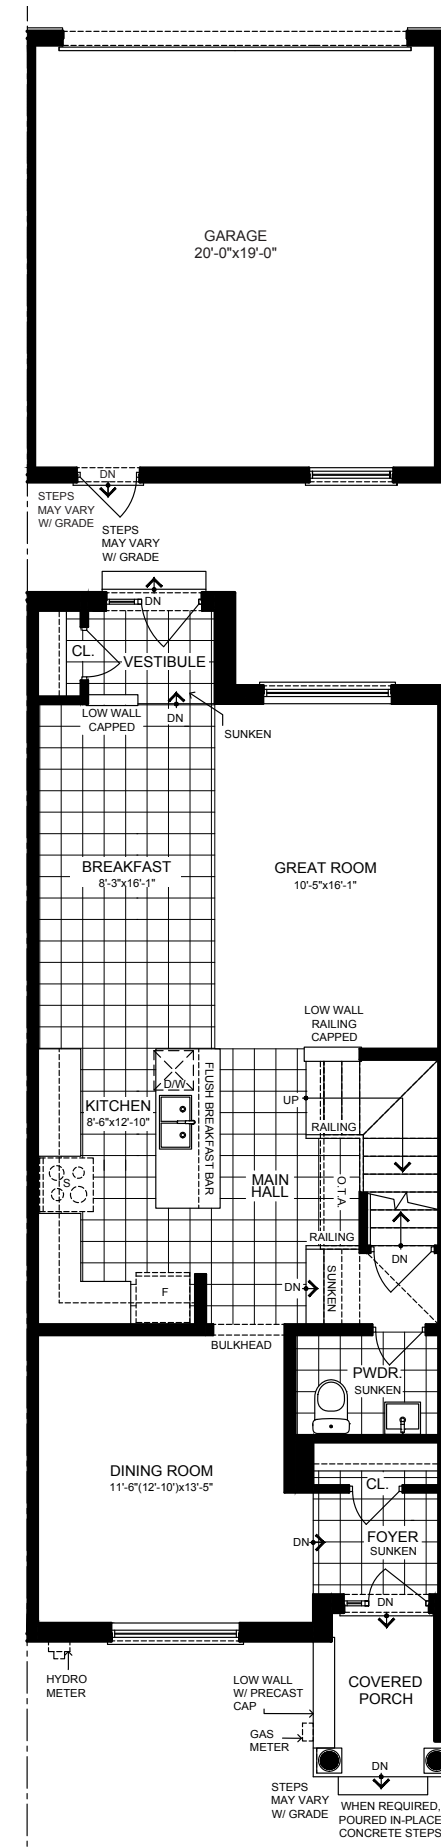 GARAGE
20'-0"x19'-0"
DN
STEPS
MAY VARY
W/ GRADE
STEPS
MAY VARY
W/ GRADE
DN
CL.
VESTIBULE
LOW WALL
CAPPED
DN
SUNKEN
BREAKFAST
8'-3"x16'-1"
GREAT ROOM
10'-5"x16'-1"
LOW WALL
RAILING
CAPPED
D/W
FLUSH BREAKFAST BAR
KITCHEN
8'-6"x12'-10"
UP
RAILING
S
MAIN
HALL
O.T.A.
RAILING
DN
DN
SUNKEN
F
BULKHEAD
PWDR.
SUNKEN
DINING ROOM
11'-6"(12'-10')x13'-5"
CL.
DN
FOYER
SUNKEN
DN
HYDRO
METER
LOW WALL
W/ PRECAST
CAP
COVERED
PORCH
GAS
METER
DN
STEPS
MAY VARY
W/ GRADE
WHEN REQUIRED,
POURED IN-PLACE
CONCRETE STEPS